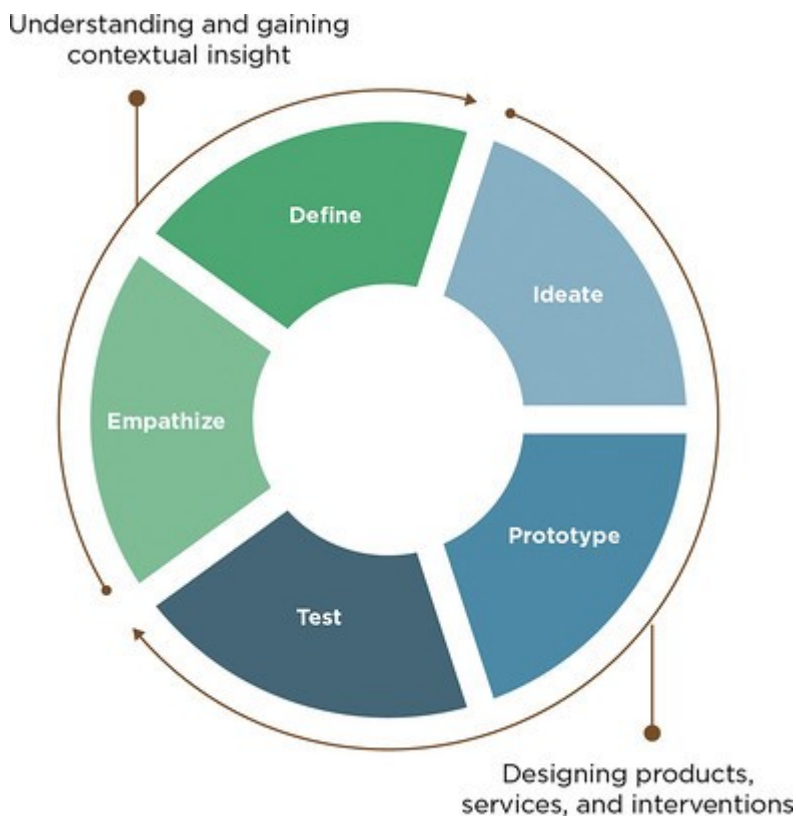 Understanding and gaining
contextual insight
Define
Ideate
Empathize
Prototype
Test
Designing products,
services, and interventions